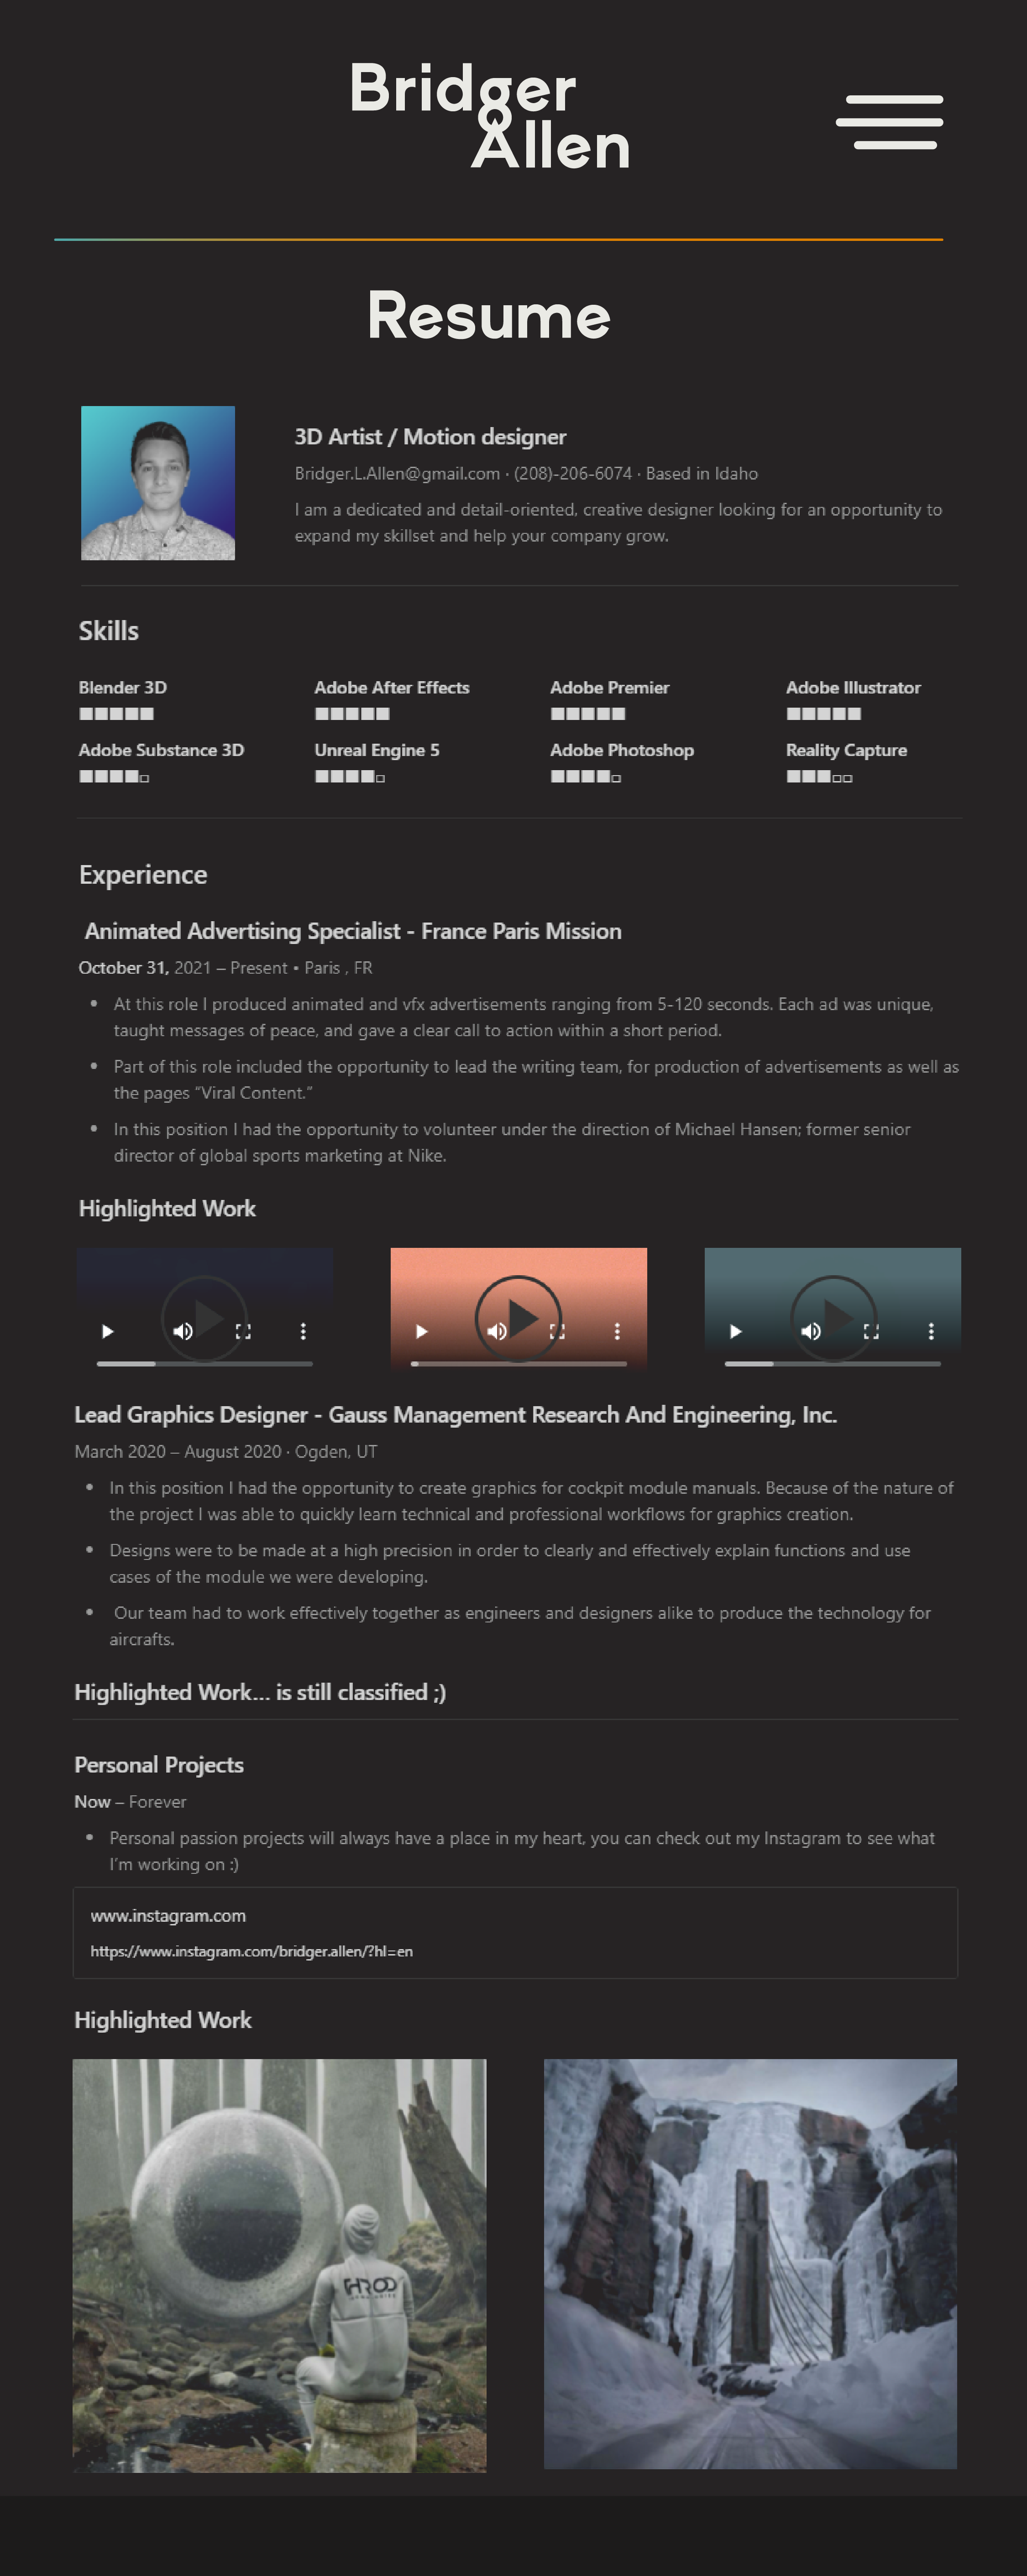 Bridger
Allen
Resume
3D Artist / Motion designer
Bridger.L.Allen@gmail.com · (208)-206-6074 · Based in Idaho
I am a dedicated and detail-oriented, creative designer looking for an opportunity to
expand my skillset and help your company grow.
Skills
Blender 3D
Adobe After Effects
Adobe Premier
Adobe Illustrator
Adobe Substance 3D
Unreal Engine 5
Adobe Photoshop
Reality Capture
Experience
Animated Advertising Specialist - France Paris Mission
October 31, 2021 – Present • Paris , FR
• At this role I produced animated and vfx advertisements ranging from 5-120 seconds. Each ad was unique,
taught messages of peace, and gave a clear call to action within a short period.
• Part of this role included the opportunity to lead the writing team, for production of advertisements as well as
the pages “Viral Content.”
• In this position I had the opportunity to volunteer under the direction of Michael Hansen; former senior
director of global sports marketing at Nike.
Highlighted Work
Lead Graphics Designer - Gauss Management Research And Engineering, Inc.
March 2020 – August 2020 · Ogden, UT
• In this position I had the opportunity to create graphics for cockpit module manuals. Because of the nature of
the project I was able to quickly learn technical and professional workflows for graphics creation.
• Designs were to be made at a high precision in order to clearly and effectively explain functions and use
cases of the module we were developing.
• Our team had to work effectively together as engineers and designers alike to produce the technology for
aircrafts.
Highlighted Work... is still classified ;)
Personal Projects
Now – Forever
• Personal passion projects will always have a place in my heart, you can check out my Instagram to see what
I’m working on :)
www.instagram.com
https://www.instagram.com/bridger.allen/?hl=en
Highlighted Work